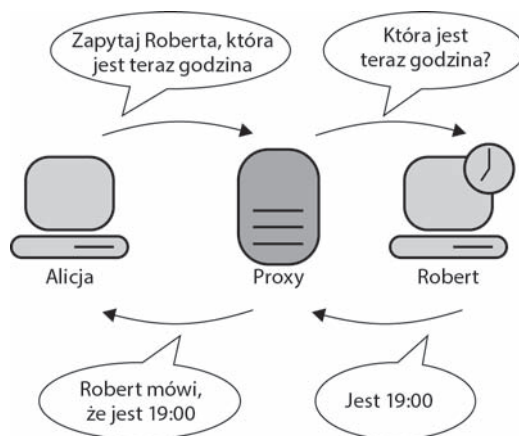 Zapytaj Roberta, która
jest teraz godzina
Która jest
teraz godzina?
Alicja
Proxy
Robert
Robert mówi,
że jest 19:00
Jest 19:00